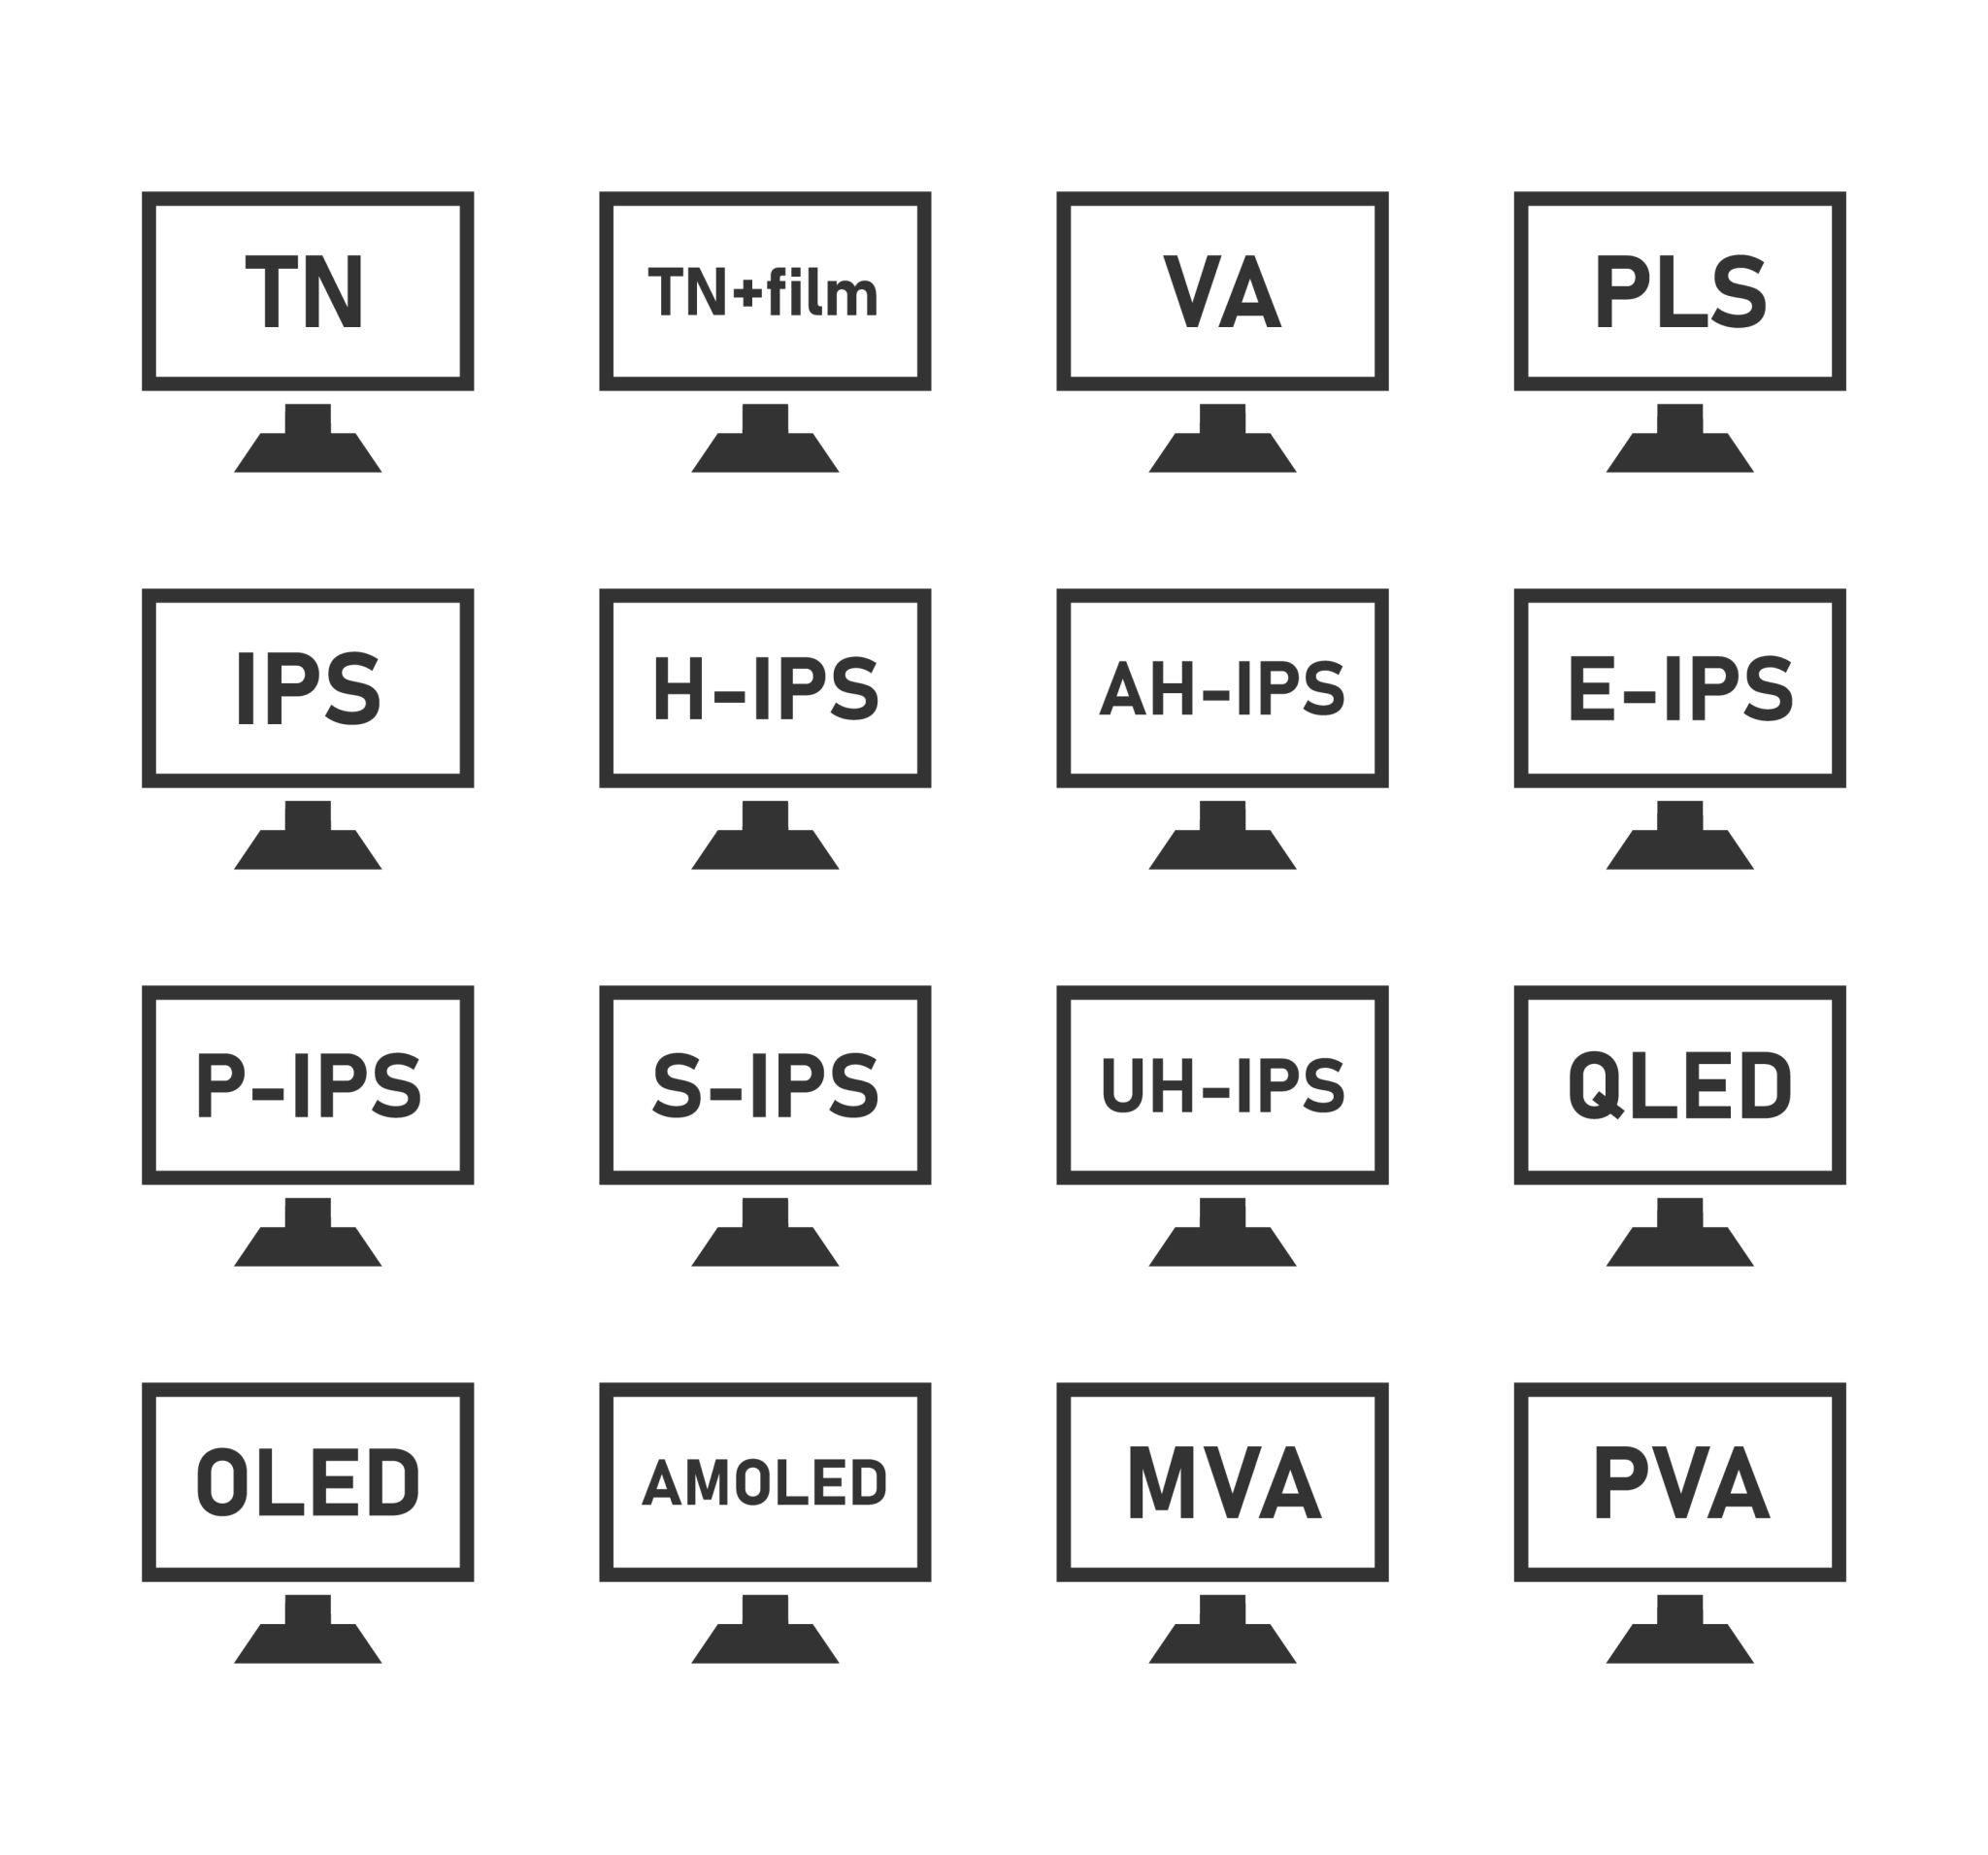 TN
TN+film
VA
PLS
IPS
H-IPS
AH-IPS
E-IPS
P-IPS
S-IPS
UH-IPS
QLED
OLED
AMOLED
MVA
PVA